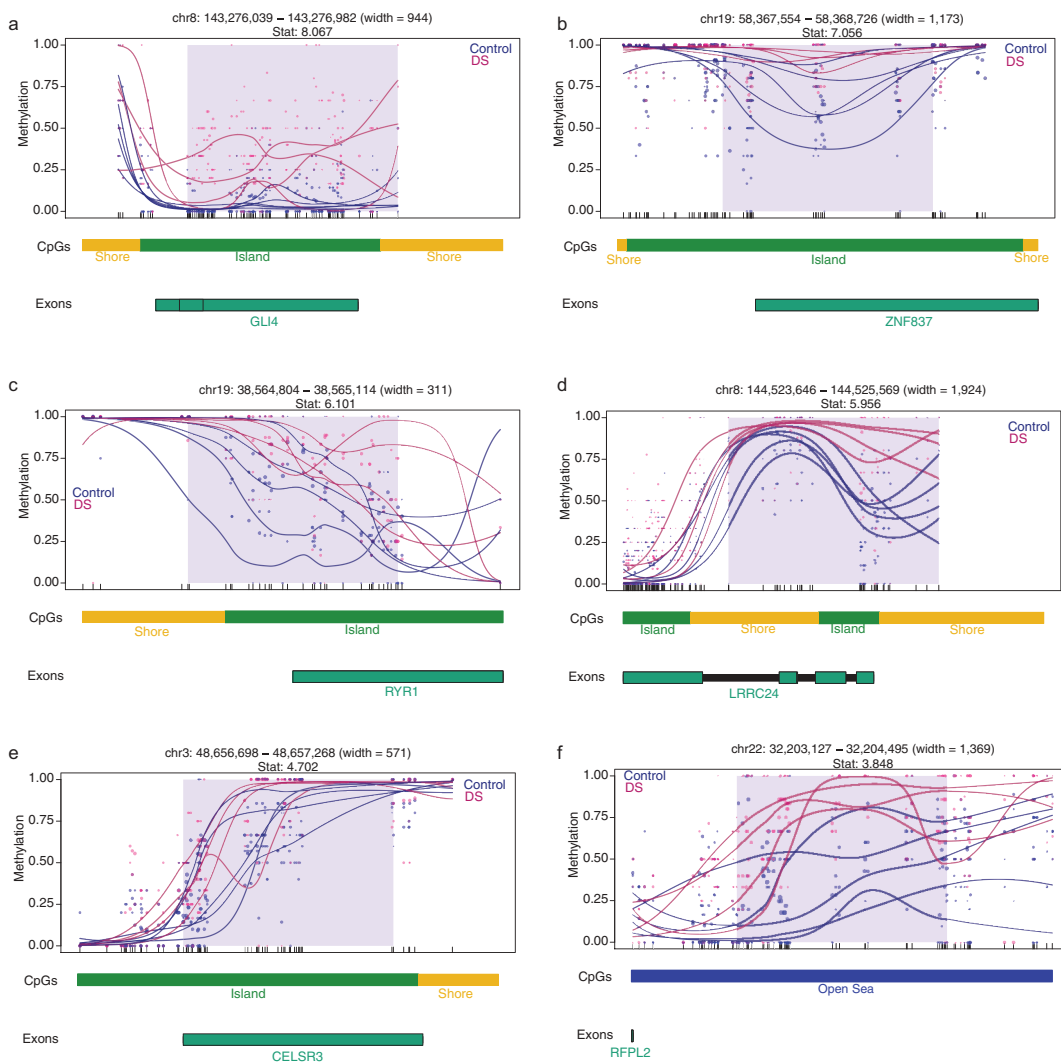 a
chr8: 143,276,039 – 143,276,982 (width = 944)
Stat: 8.067
Control
DS
Methylation
1.00
0.75
0.50
0.25
0.00
CpGs
Shore
Island
Shore
Exons
GLI4
b
chr19: 58,367,554 – 58,368,726 (width = 1,173)
Stat: 7.056
Control
DS
Methylation
1.00
0.75
0.50
0.25
0.00
CpGs
Shore
Island
Shore
Exons
ZNF837
c
chr19: 38,564,804 – 38,565,114 (width = 311)
Stat: 6.101
Control
DS
Methylation
1.00
0.75
0.50
0.25
0.00
CpGs
Shore
Island
Exons
RYR1
d
chr8: 144,523,646 – 144,525,569 (width = 1,924)
Stat: 5.956
Control
DS
Methylation
1.00
0.75
0.50
0.25
0.00
CpGs
Island
Shore
Island
Shore
Exons
LRRC24
e
chr3: 48,656,698 – 48,657,268 (width = 571)
Stat: 4.702
Control
DS
Methylation
1.00
0.75
0.50
0.25
0.00
CpGs
Island
Shore
Exons
CELSR3
f
chr22: 32,203,127 – 32,204,495 (width = 1,369)
Stat: 3.848
Control
DS
Methylation
1.00
0.75
0.50
0.25
0.00
CpGs
Open Sea
Exons
RFPL2